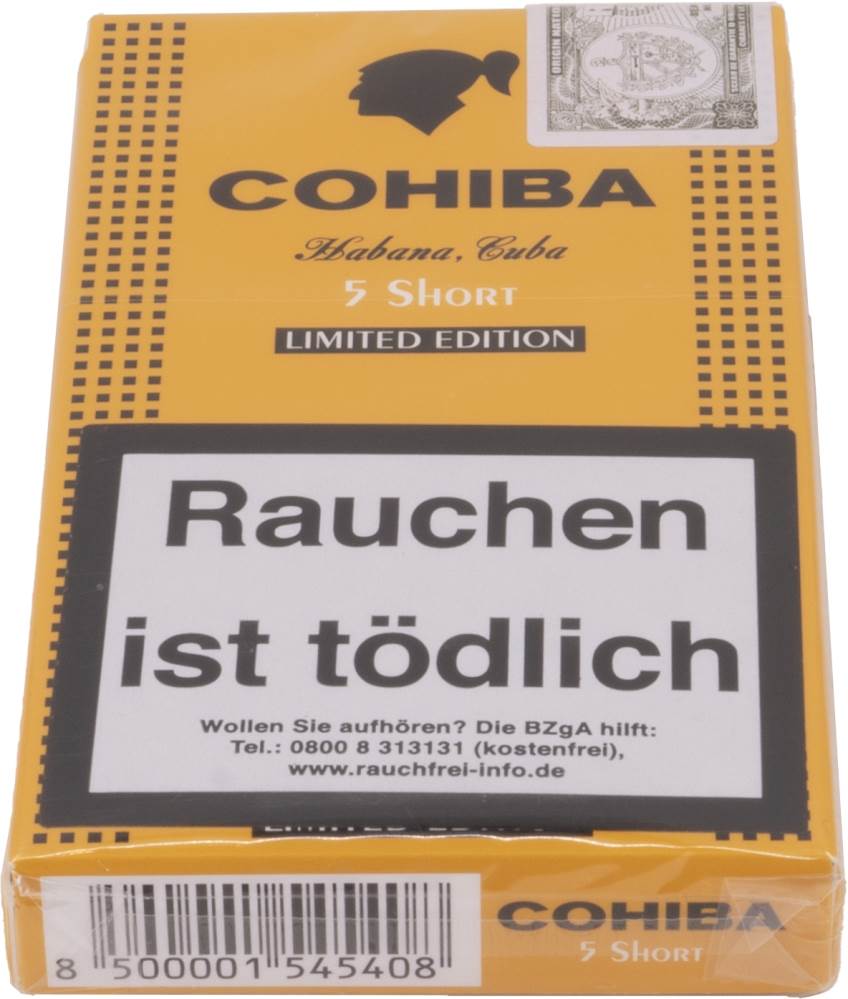 COHIBA
Habana, Cuba
5 SHORT
LIMITED EDITION
Rauchen
ist tödlich
Wollen Sie aufhören? Die BZgA hilft:
Tel.: 0800 8 313131 (kostenfrei),
www.rauchfrei-info.de
LIMITED
8 500001 545408
COHIBA
5 SHORT